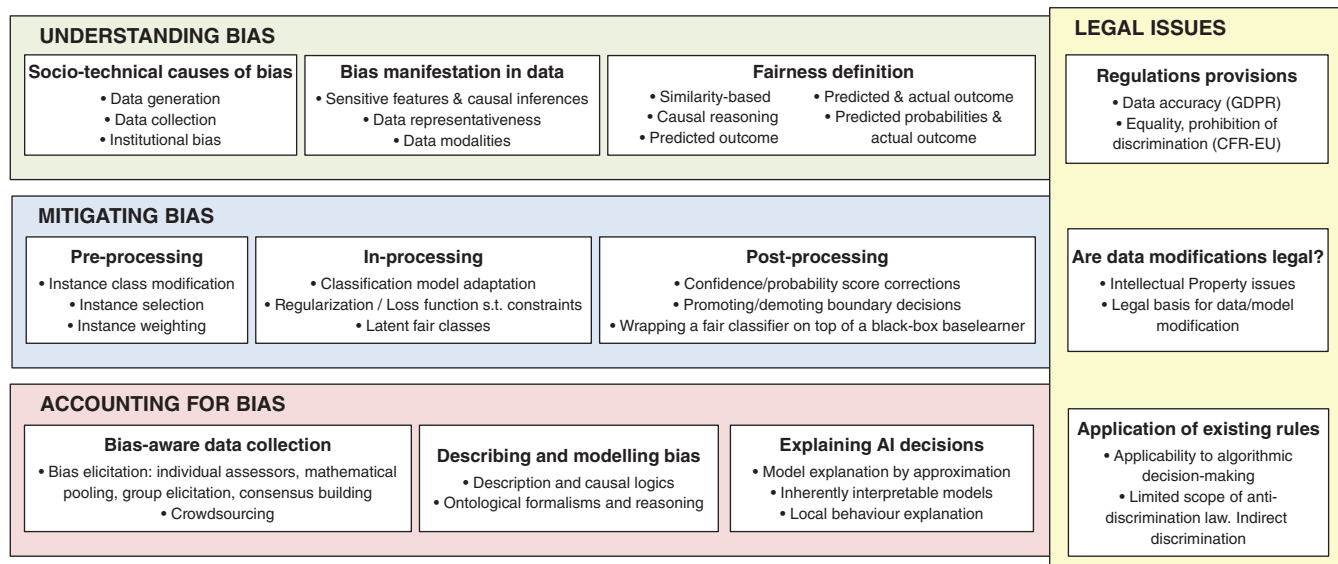 UNDERSTANDING BIAS
Socio-technical causes of bias
• Data generation
• Data collection
• Institutional bias
Bias manifestation in data
• Sensitive features & causal inferences
• Data representativeness
• Data modalities
Fairness definition
• Similarity-based
• Causal reasoning
• Predicted outcome
• Predicted & actual outcome
• Predicted probabilities &
actual outcome
LEGAL ISSUES
Regulations provisions
• Data accuracy (GDPR)
• Equality, prohibition of
discrimination (CFR-EU)
MITIGATING BIAS
Pre-processing
• Instance class modification
• Instance selection
• Instance weighting
In-processing
• Classification model adaptation
• Regularization / Loss function s.t. constraints
• Latent fair classes
Post-processing
• Confidence/probability score corrections
• Promoting/demoting boundary decisions
• Wrapping a fair classifier on top of a black-box baselearner
Are data modifications legal?
• Intellectual Property issues
• Legal basis for data/model
modification
ACCOUNTING FOR BIAS
Bias-aware data collection
• Bias elicitation: individual assessors, mathematical
pooling, group elicitation, consensus building
• Crowdsourcing
Describing and modelling bias
• Description and causal logics
• Ontological formalisms and reasoning
Explaining AI decisions
• Model explanation by approximation
• Inherently interpretable models
• Local behaviour explanation
Application of existing rules
• Applicability to algorithmic
decision-making
• Limited scope of anti-
discrimination law. Indirect
discrimination